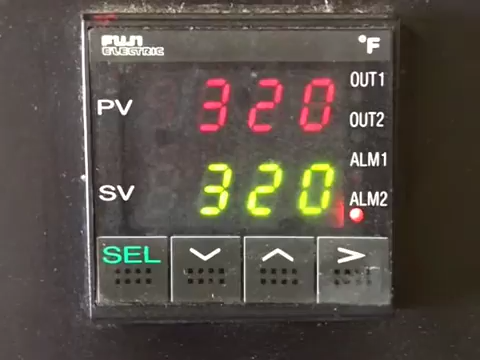 FUJI
ELECTRIC
°F
PV 320
OUT1
OUT2
SV 320
ALM1
ALM2
SEL